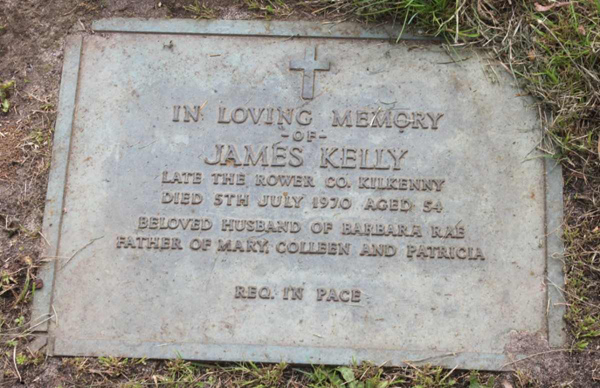 IN LOVING MEMORY
-OF-
JAMES KELLY
LATE THE ROWER CO. KILKENNY
DIED 5TH JULY 1970 AGED 54
BELOVED HUSBAND OF BARBARA RAE
FATHER OF MARY, COLLEEN AND PATRICIA
REQ. IN PACE